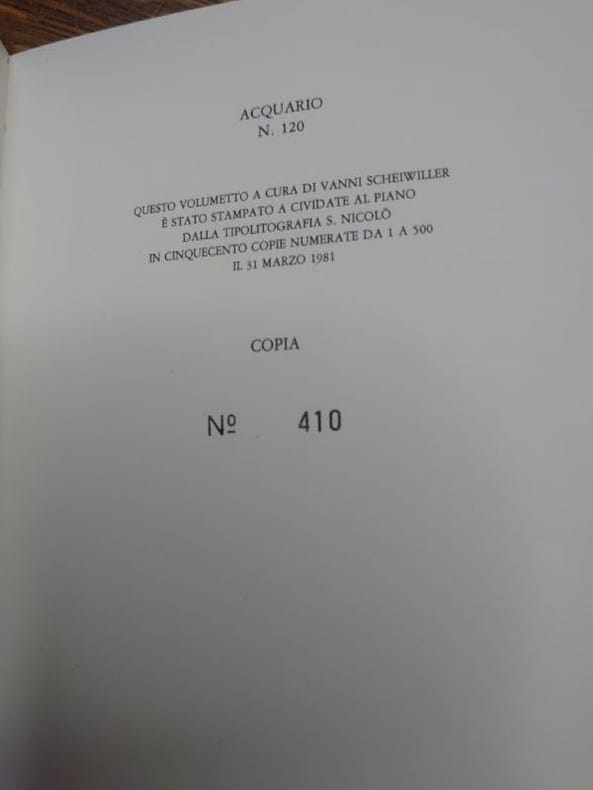 ACQUARIO
N. 120
QUESTO VOLUMETTO A CURA DI VANNI SCHEIWILLER
È STATO STAMPATO A CIVIDATE AL PIANO
DALLA TIPOLITOGRAFIA S. NICOLÒ
IN CINQUECENTO COPIE NUMERATE DA 1 A 500
IL 31 MARZO 1981
COPIA
Nº 410